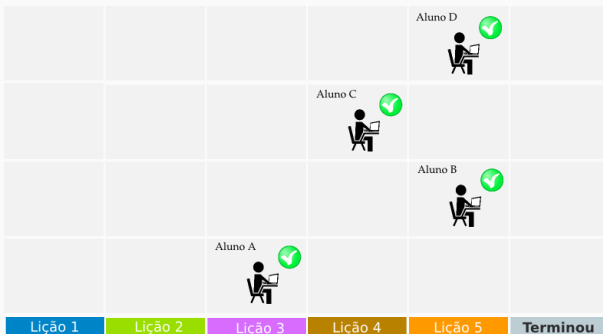 Aluno D
Aluno C
Aluno B
Aluno A
Lição 1 Lição 2 Lição 3 Lição 4 Lição 5 Terminou